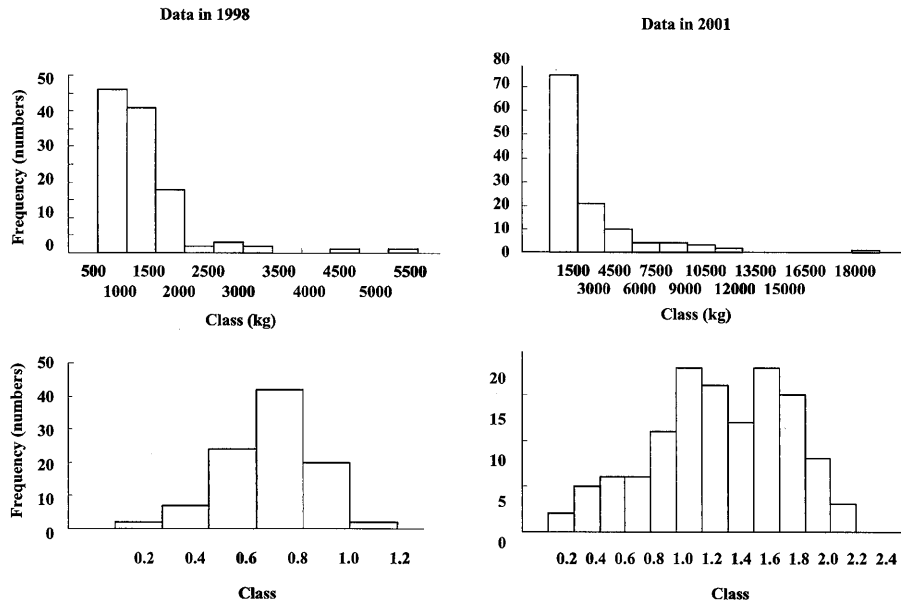 Data in 1998
Frequency (numbers)
50
40
30
20
10
0
500 1500 2500 3500 4500 5500
1000 2000 3000 4000 5000
Class (kg)
Data in 2001
80
70
60
50
40
30
20
10
0
1500 4500 7500 10500 13500 16500 18000
3000 6000 9000 12000 15000
Class (kg)
Frequency (numbers)
50
40
30
20
10
0
0.2 0.4 0.6 0.8 1.0 1.2
Class
20
15
10
5
0
0.2 0.4 0.6 0.8 1.0 1.2 1.4 1.6 1.8 2.0 2.2 2.4
Class